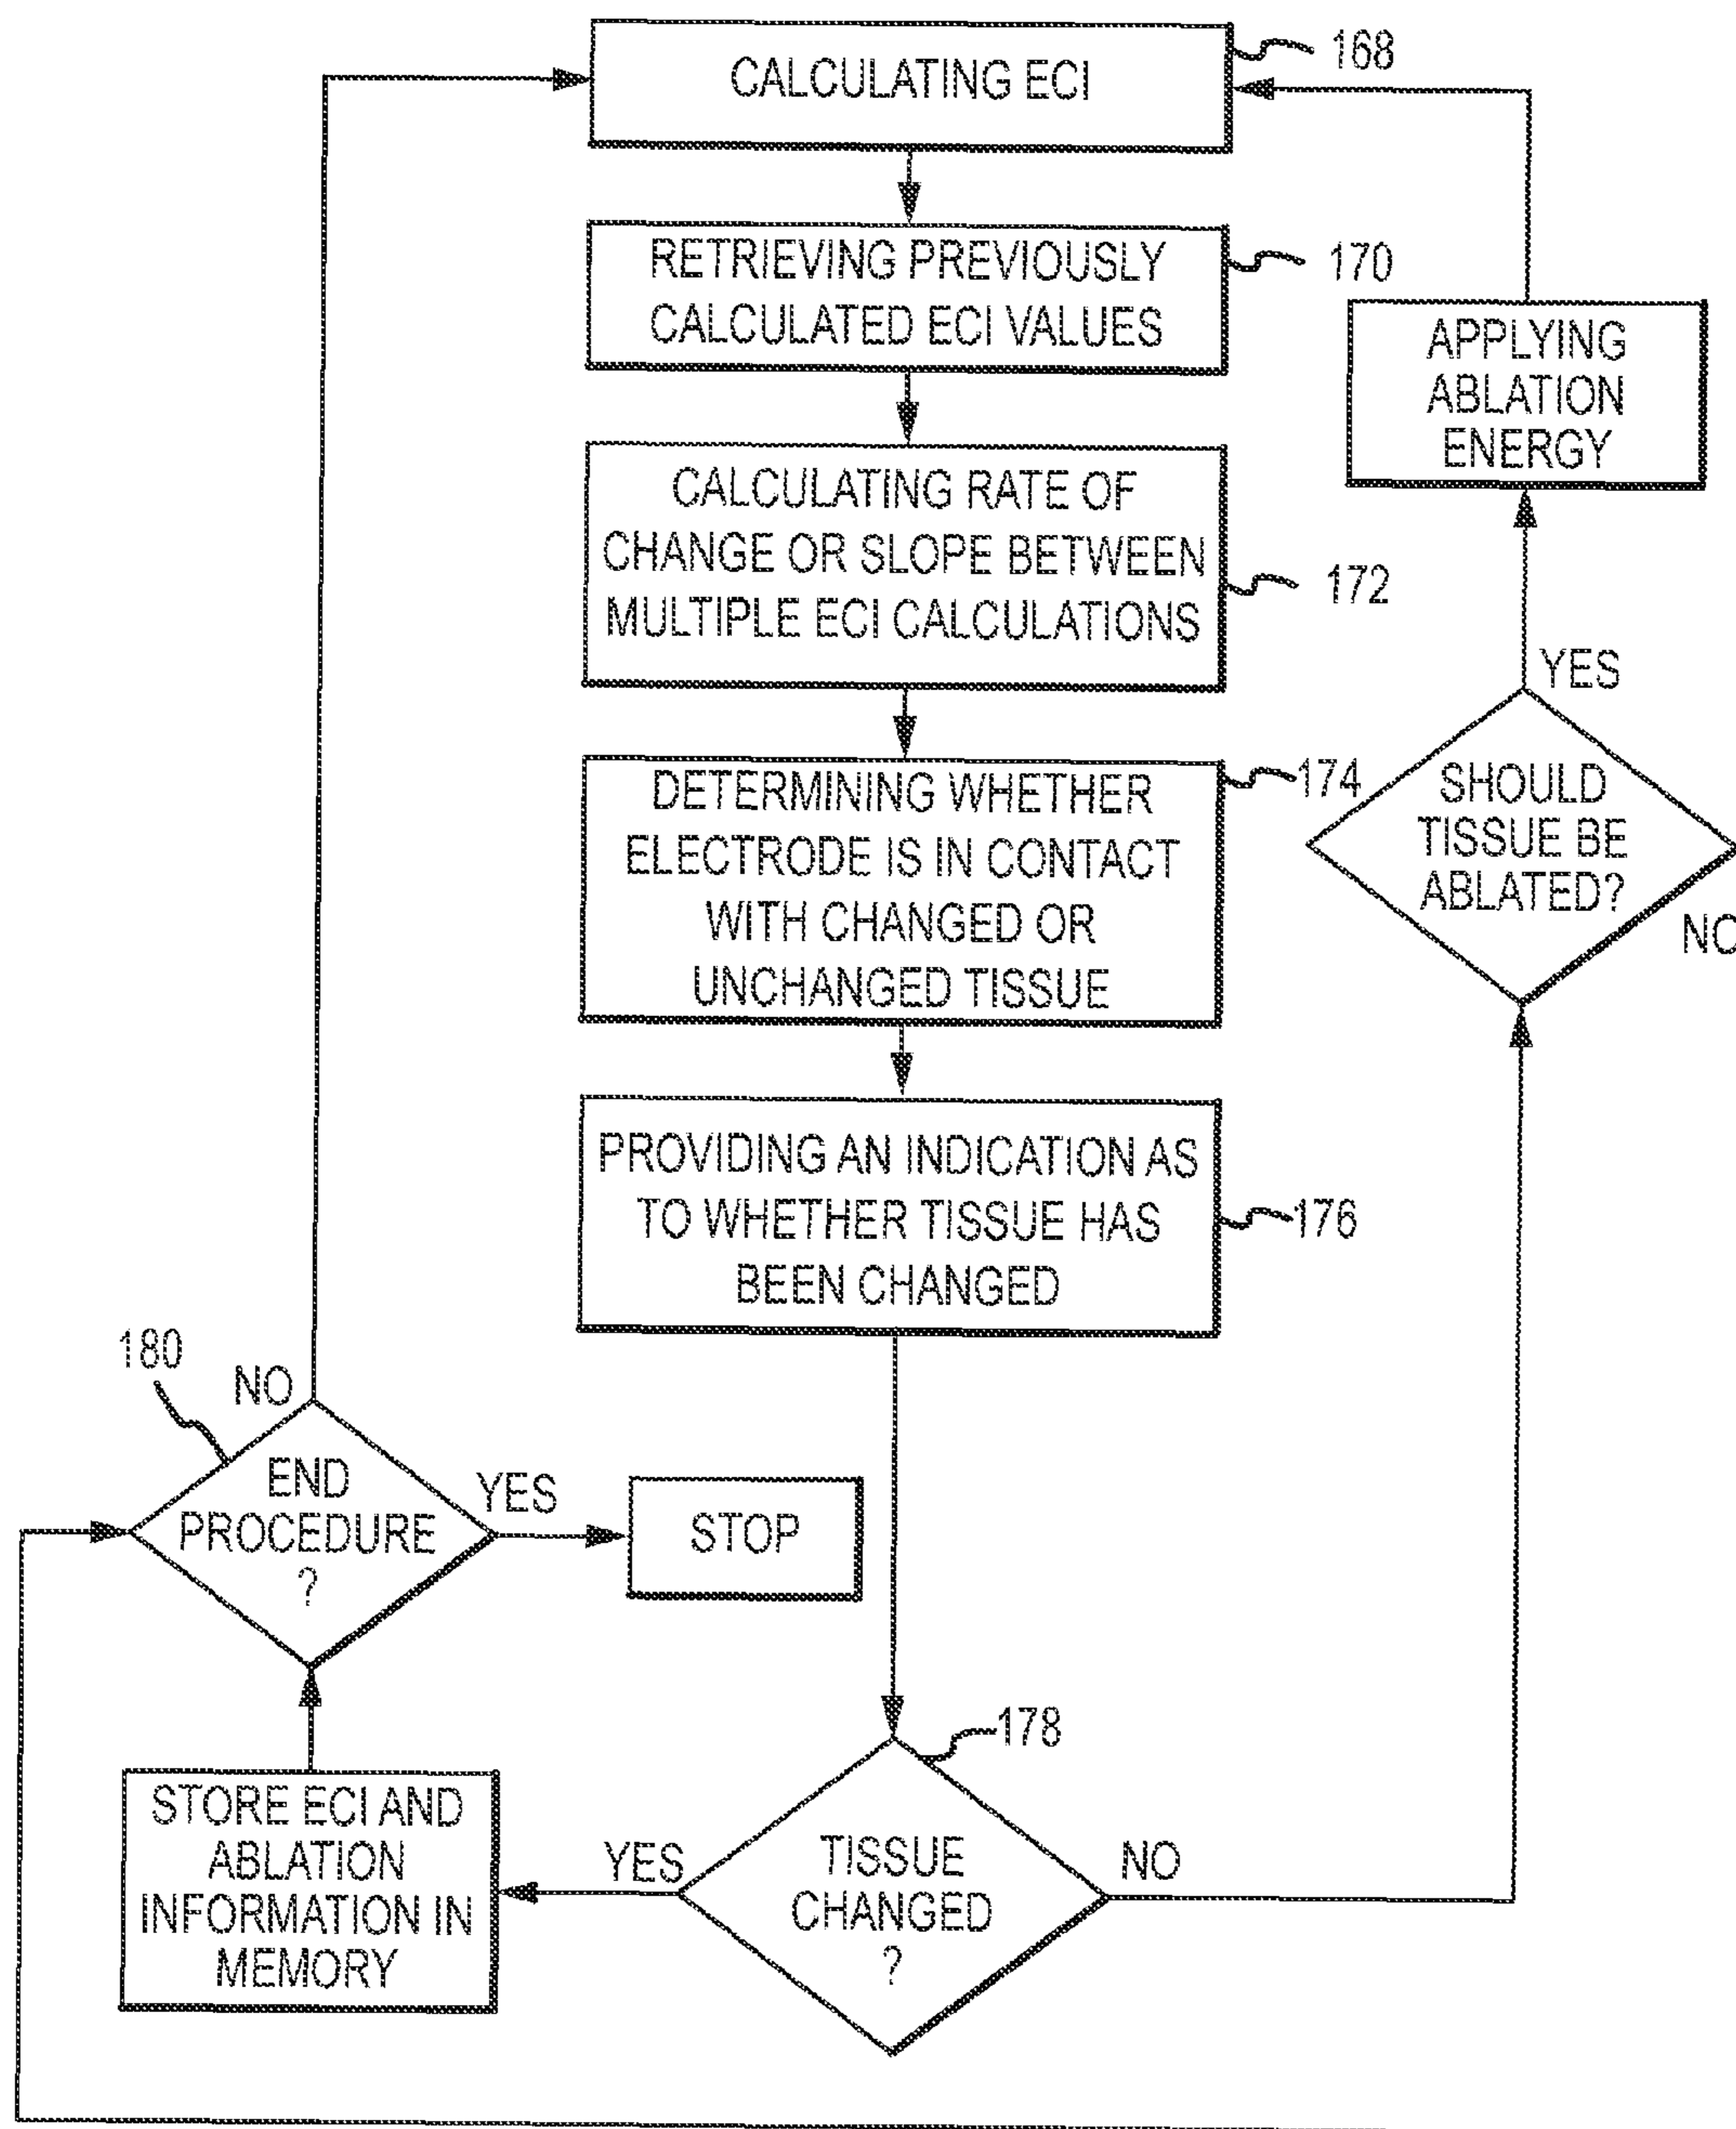 CALCULATING ECI
168
RETRIEVING PREVIOUSLY
CALCULATED ECI VALUES
170
APPLYING
ABLATION
ENERGY
CALCULATING RATE OF
CHANGE OR SLOPE BETWEEN
MULTIPLE ECI CALCULATIONS
172
YES
DETERMINING WHETHER
ELECTRODE IS IN CONTACT
WITH CHANGED OR
UNCHANGED TISSUE
174
SHOULD
TISSUE BE
ABLATED?
NO
PROVIDING AN INDICATION AS
TO WHETHER TISSUE HAS
BEEN CHANGED
176
180
NO
END
PROCEDURE
?
YES
STOP
178
STORE ECI AND
ABLATION
INFORMATION IN
MEMORY
YES
TISSUE
CHANGED
?
NO